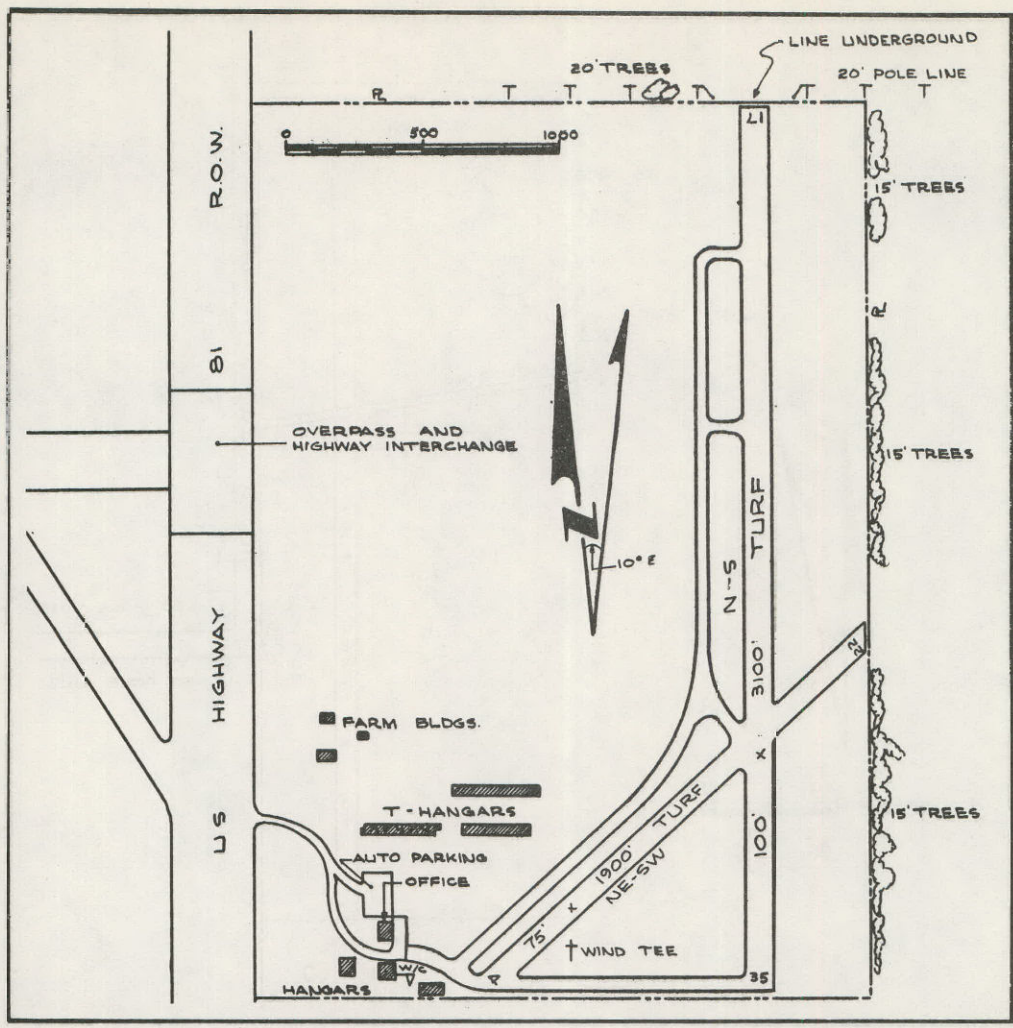 LINE UNDERGROUND
20' TREES
20' POLE LINE
P
T T T T T T T
17
0 500 1000
R.O.W.
15' TREES
P
81
OVERPASS AND
HIGHWAY INTERCHANGE
15' TREES
N
10° E
N-S TURF
3100'
22
HIGHWAY
FARM BLDGS.
X
T-HANGARS
15' TREES
US
100'
AUTO PARKING
OFFICE
1900' TURF
X
75' NE-SW
WIND TEE
W/C
4
35
HANGARS